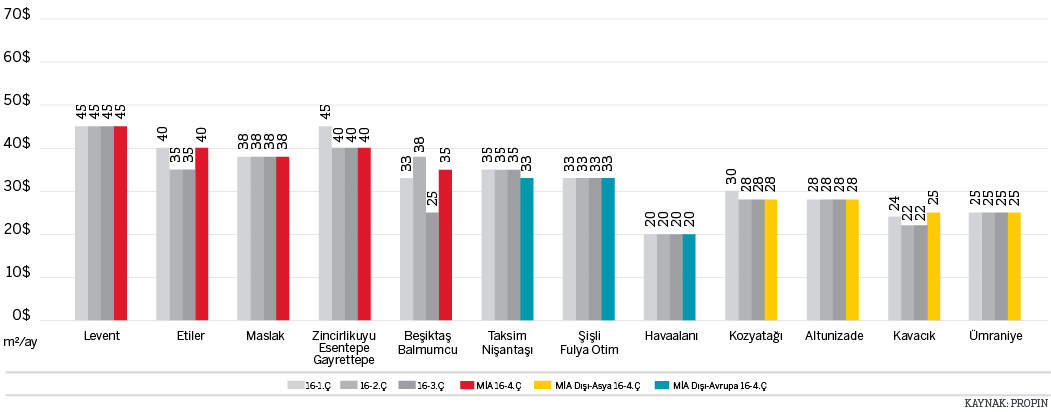 70$
60$
50$
40$
30$
20$
10$
0$
m²/ay
45 45 45 45
40 35 35 40
38 38 38 38
45 40 40 40
33 38 25 35
35 35 35 33
33 33 33 33
20 20 20 20
30 28 28 28
28 28 28 28
24 22 22 25
25 25 25 25
Levent
Etiler
Maslak
Zincirlikuyu
Esentepe
Gayrettepe
Beşiktaş
Balmumcu
Taksim
Nişantaşı
Şişli
Fulya Otim
Havaalanı
Kozyatağı
Altunizade
Kavacık
Ümraniye
16-1.Ç 16-2.Ç 16-3.Ç MİA 16-4.Ç MİA Dışı-Asya 16-4.Ç MİA Dışı-Avrupa 16-4.Ç
KAYNAK: PROPIN